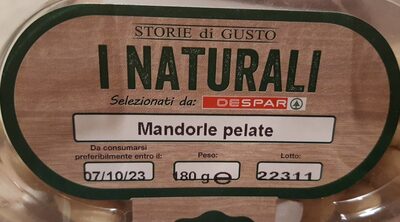 STORIE di GUSTO
I NATURALI
Selezionati da: DESPAR
Mandorle pelate
Da consumarsi preferibilmente entro il: Peso: Lotto:
07/10/23 180 g e 22311